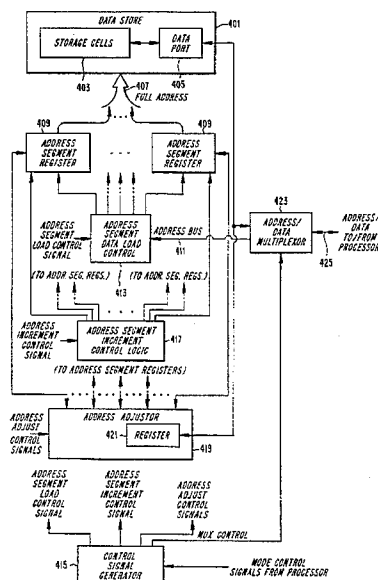 DATA STORE
401
STORAGE CELLS
DATA PORT
403
405
407
FULL ADDRESS
409
409
ADDRESS SEGMENT REGISTER
ADDRESS SEGMENT REGISTER
423
ADDRESS SEGMENT LOAD CONTROL SIGNAL
ADDRESS SEGMENT DATA LOAD CONTROL
ADDRESS BUS
411
ADDRESS/DATA MULTIPLEXOR
ADDRESS/DATA TO/FROM PROCESSOR
425
413
(TO ADDR. SEG. REGS.)
(TO ADDR. SEG. REGS.)
ADDRESS INCREMENT CONTROL SIGNAL
ADDRESS SEGMENT INCREMENT CONTROL LOGIC
417
(TO ADDRESS SEGMENT REGISTERS)
ADDRESS ADJUSTOR
ADDRESS ADJUST CONTROL SIGNALS
421
REGISTER
419
ADDRESS SEGMENT LOAD CONTROL SIGNAL
ADDRESS SEGMENT INCREMENT CONTROL SIGNAL
ADDRESS ADJUST CONTROL SIGNALS
MUX CONTROL
415
CONTROL SIGNAL GENERATOR
MODE CONTROL SIGNALS FROM PROCESSOR